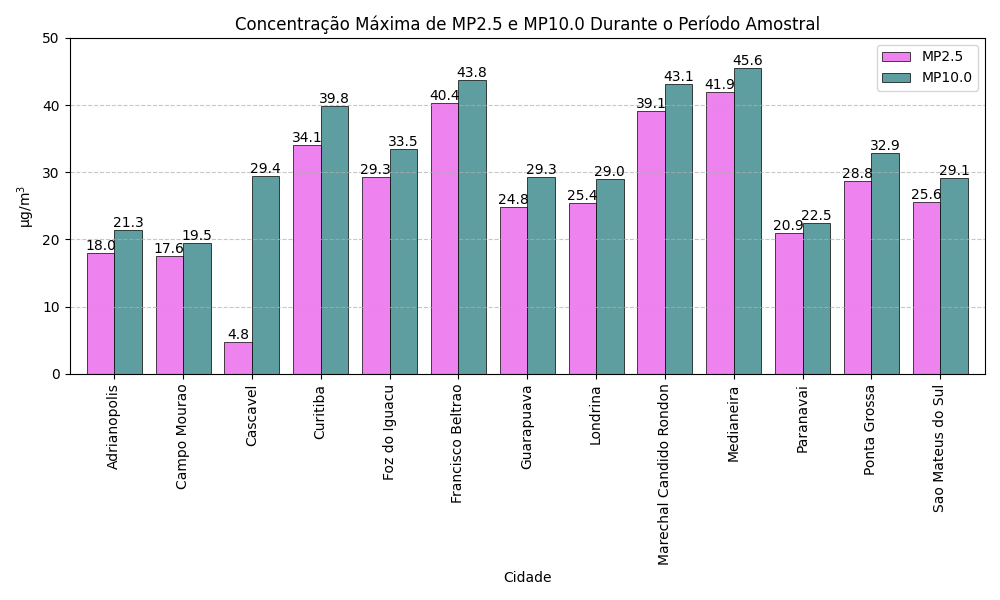 Concentração Máxima de MP2.5 e MP10.0 Durante o Período Amostral
MP2.5
MP10.0
µg/m³
50
40
30
20
10
0
18.0 21.3
17.6 19.5
4.8 29.4
34.1 39.8
29.3 33.5
40.4 43.8
24.8 29.3
25.4 29.0
39.1 43.1
41.9 45.6
20.9 22.5
28.8 32.9
25.6 29.1
Adrianopolis
Campo Mourao
Cascavel
Curitiba
Foz do Iguacu
Francisco Beltrao
Guarapuava
Londrina
Marechal Candido Rondon
Medianeira
Paranavai
Ponta Grossa
Sao Mateus do Sul
Cidade